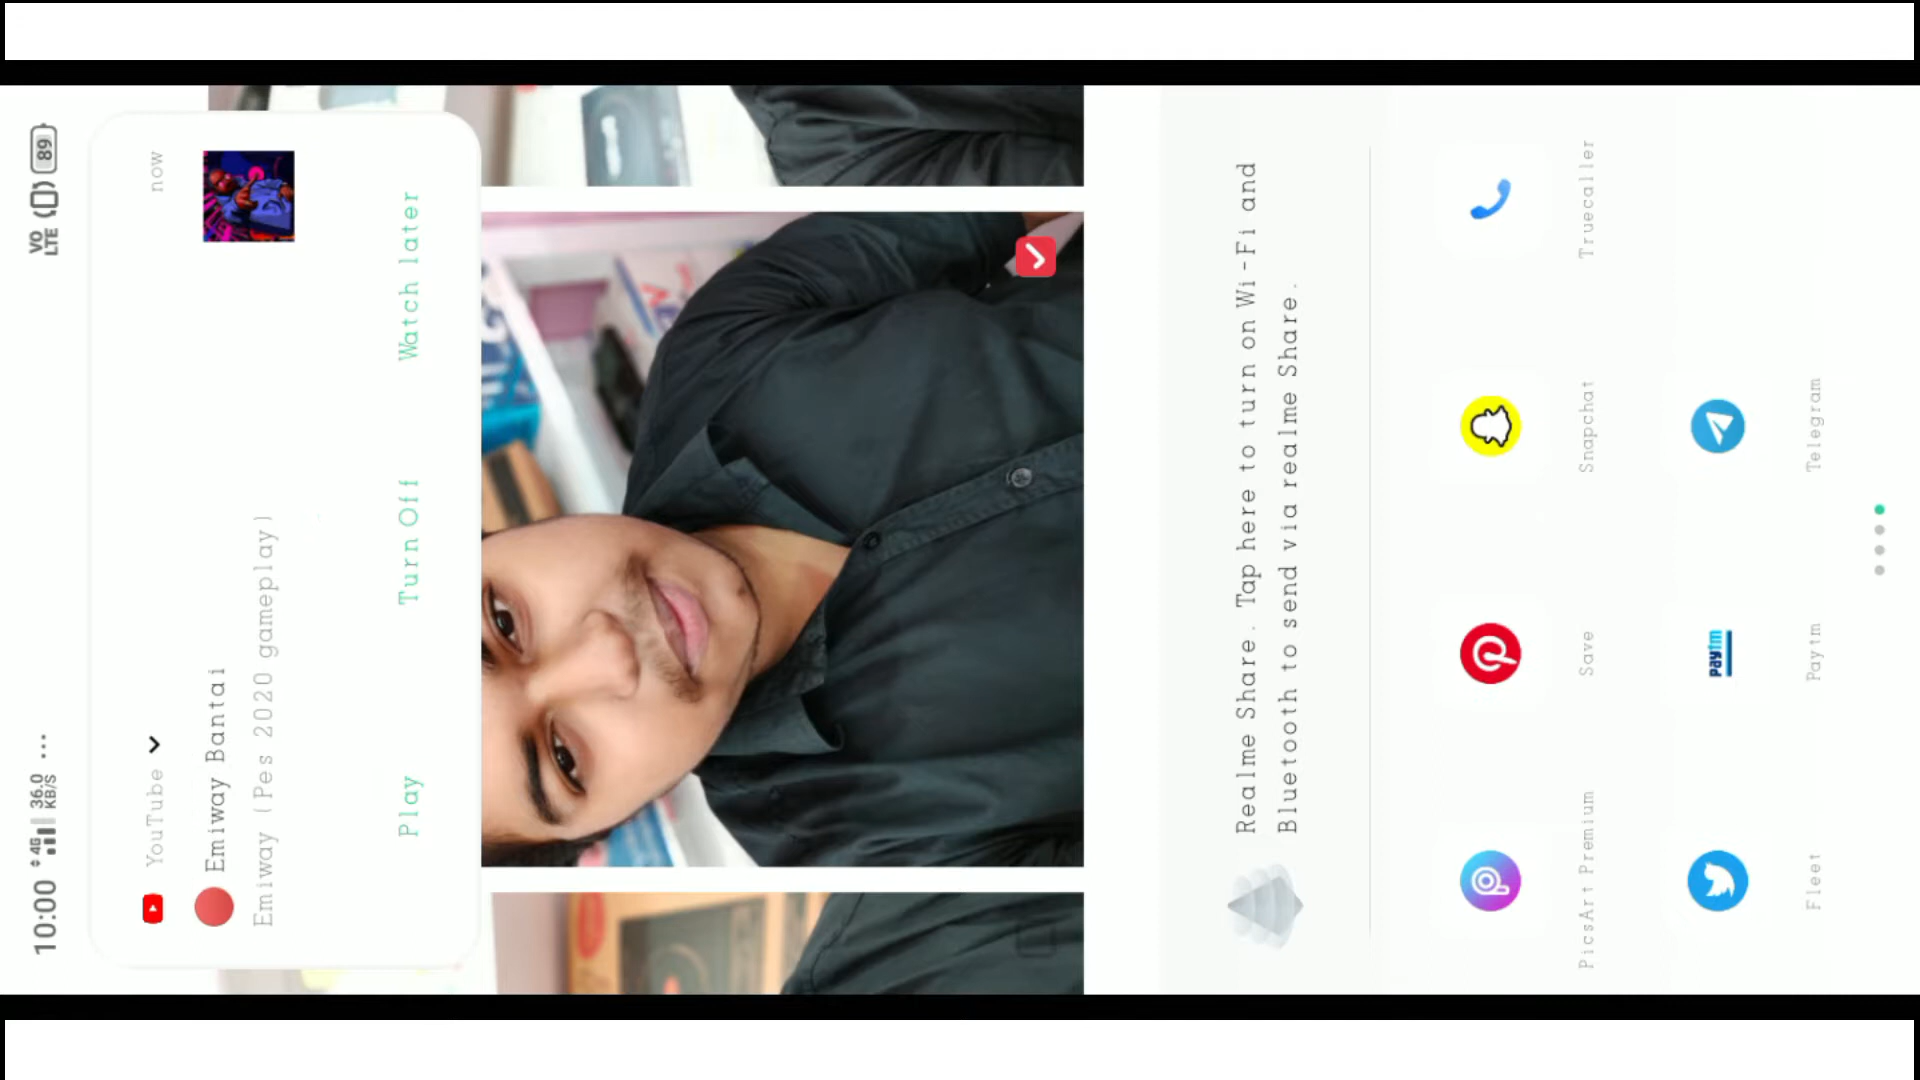 10:00 4G 36.0 KB/S ... VO LTE 89
YouTube now
Emiway Bantai
Emiway (Pes 2020 gameplay)
Play Turn Off Watch later
Realme Share. Tap here to turn on Wi-Fi and
Bluetooth to send via realme Share.
PicsArt Premium Save Snapchat Truecaller
paytm
Fleet Paytm Telegram